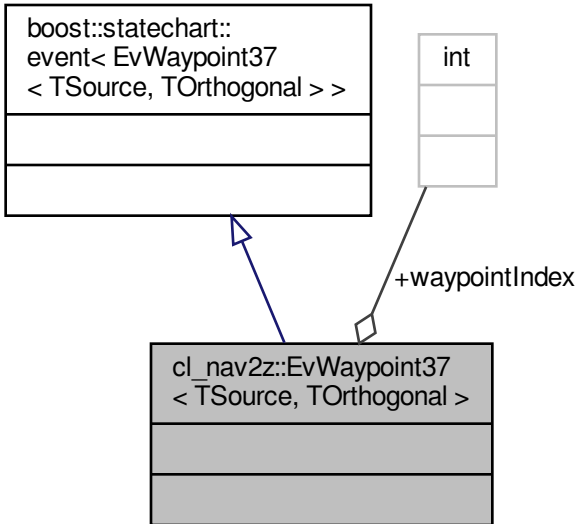 boost::statechart::
event< EvWaypoint37
< TSource, TOrthogonal > >
int
+waypointIndex
cl_nav2z::EvWaypoint37
< TSource, TOrthogonal >